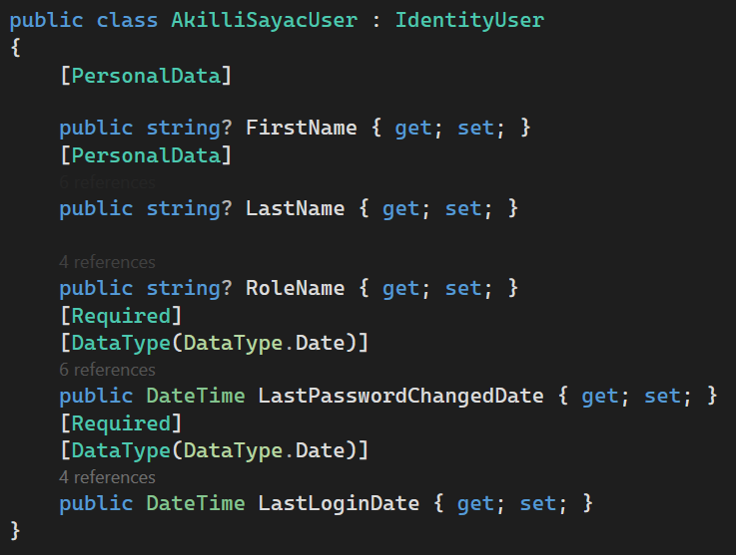 public class AkilliSayacUser : IdentityUser
{
[PersonalData]
public string? FirstName { get; set; }
[PersonalData]
6 references
public string? LastName { get; set; }
4 references
public string? RoleName { get; set; }
[Required]
[DataType(DataType.Date)]
6 references
public DateTime LastPasswordChangedDate { get; set; }
[Required]
[DataType(DataType.Date)]
4 references
public DateTime LastLoginDate { get; set; }
}